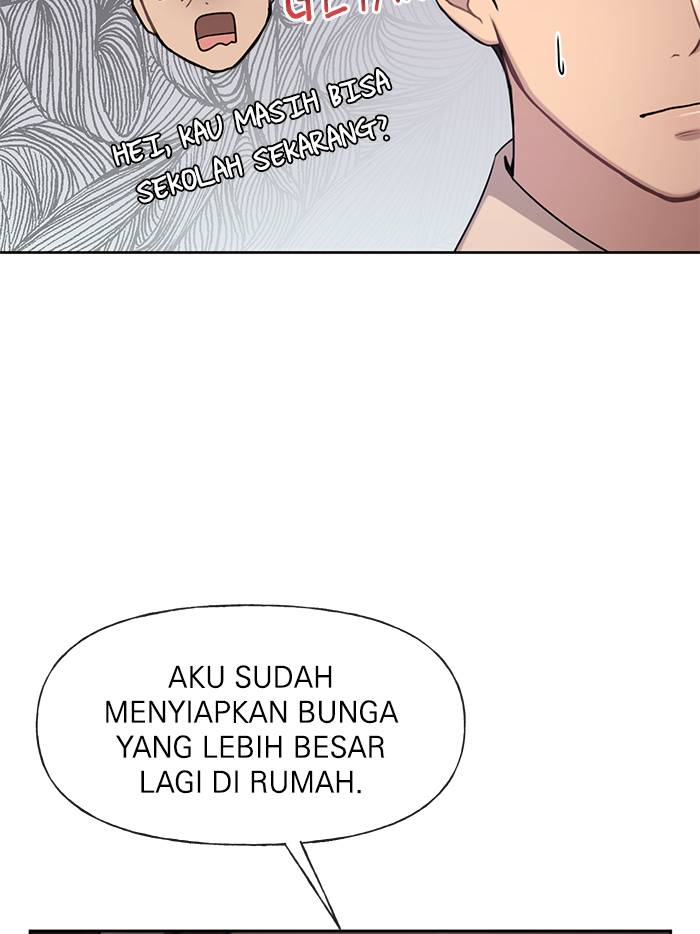 HEI, KAU MASIH BISA
SEKOLAH SEKARANG?
AKU SUDAH
MENYIAPKAN BUNGA
YANG LEBIH BESAR
LAGI DI RUMAH.